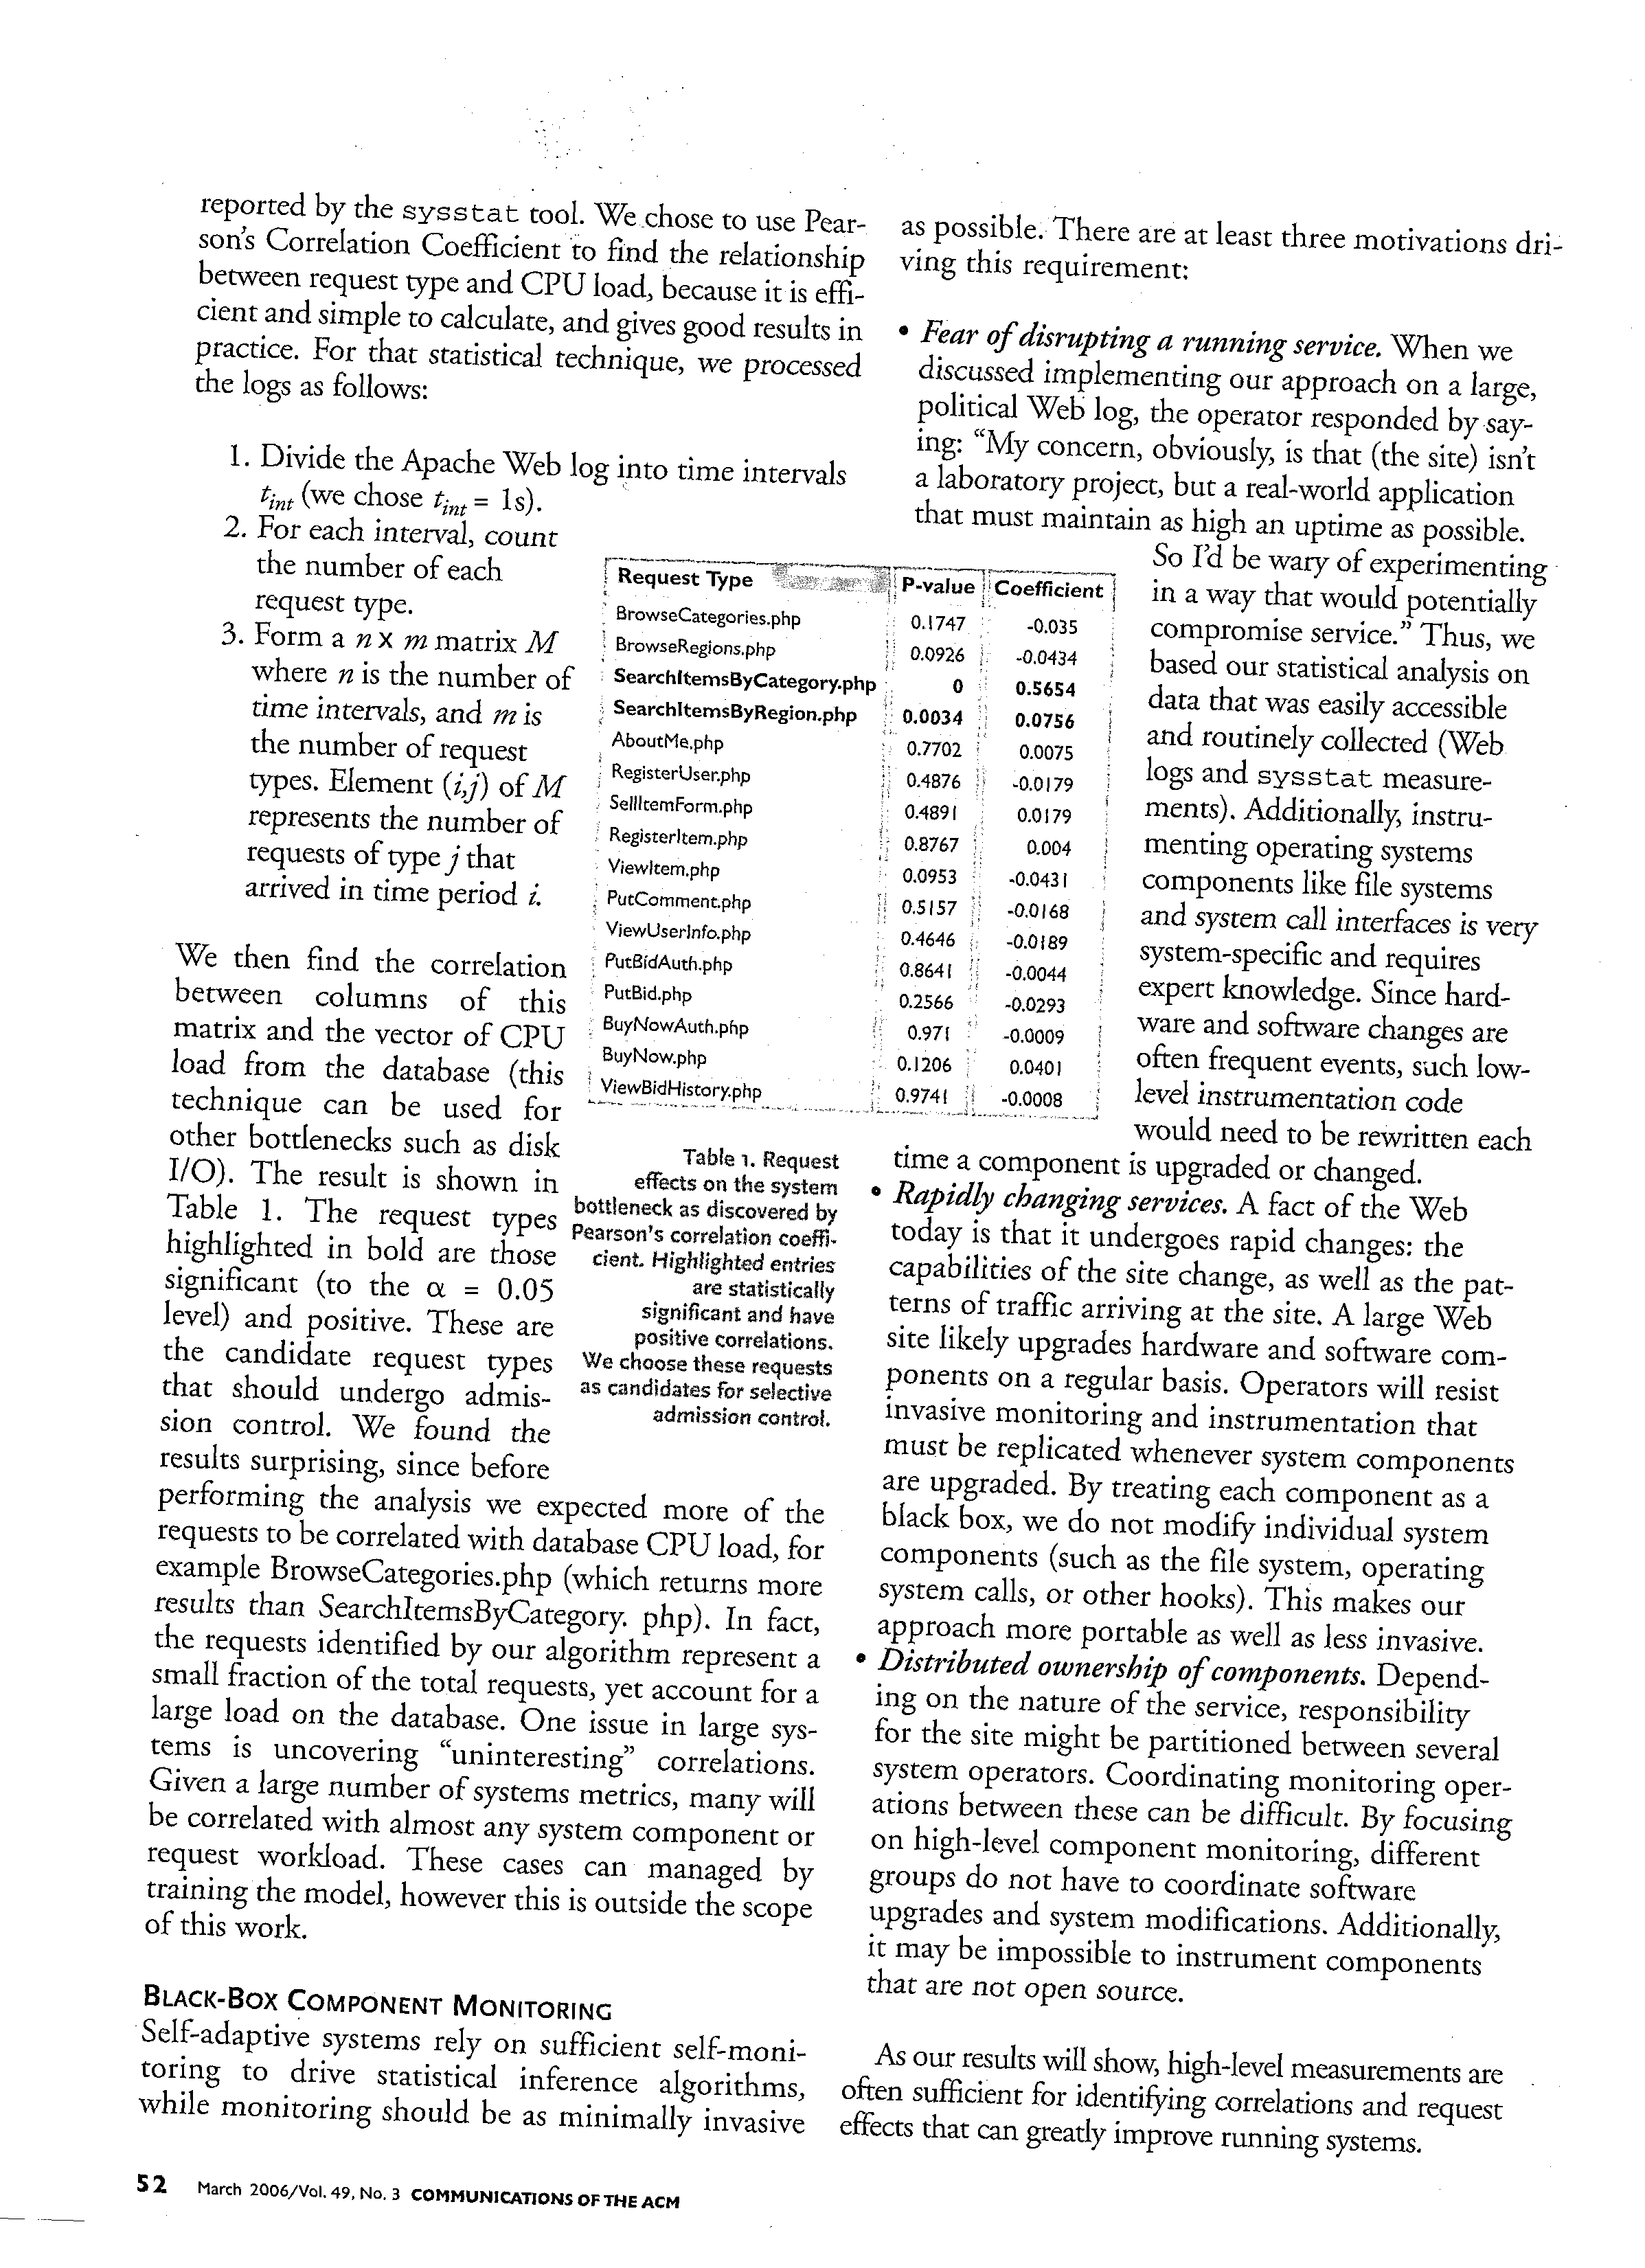 reported by the sysstat tool. We chose to use Pear-
son's Correlation Coefficient to find the relationship
between request type and CPU load, because it is effi-
cient and simple to calculate, and gives good results in
practice. For that statistical technique, we processed
the logs as follows:
1. Divide the Apache Web log into time intervals
tint (we chose tint = 1s).
2. For each interval, count
the number of each
request type.
3. Form a n x m matrix M
where n is the number of
time intervals, and m is
the number of request
types. Element (i,j) of M
represents the number of
requests of type j that
arrived in time period i.
We then find the correlation
between columns of this
matrix and the vector of CPU
load from the database (this
technique can be used for
other bottlenecks such as disk
I/O). The result is shown in
Table 1. The request types
highlighted in bold are those
significant (to the α = 0.05
level) and positive. These are
the candidate request types
that should undergo admis-
sion control. We found the
results surprising, since before
performing the analysis we expected more of the
requests to be correlated with database CPU load, for
example BrowseCategories.php (which returns more
results than SearchItemsByCategory. php). In fact,
the requests identified by our algorithm represent a
small fraction of the total requests, yet account for a
large load on the database. One issue in large sys-
tems is uncovering "uninteresting" correlations.
Given a large number of systems metrics, many will
be correlated with almost any system component or
request workload. These cases can managed by
training the model, however this is outside the scope
of this work.
BLACK-BOX COMPONENT MONITORING
Self-adaptive systems rely on sufficient self-moni-
toring to drive statistical inference algorithms,
while monitoring should be as minimally invasive
Request Type P-value Coefficient
BrowseCategories.php 0.1747 -0.035
BrowseRegions.php 0.0926 -0.0434
SearchItemsByCategory.php 0 0.5654
SearchItemsByRegion.php 0.0034 0.0756
AboutMe.php 0.7702 0.0075
RegisterUser.php 0.4876 -0.0179
SellItemForm.php 0.4891 0.0179
RegisterItem.php 0.8767 0.004
ViewItem.php 0.0953 -0.0431
PutComment.php 0.5157 -0.0168
ViewUserInfo.php 0.4646 -0.0189
PutBidAuth.php 0.8641 -0.0044
PutBid.php 0.2566 -0.0293
BuyNowAuth.php 0.971 -0.0009
BuyNow.php 0.1206 0.0401
ViewBidHistory.php 0.9741 -0.0008
Table 1. Request
effects on the system
bottleneck as discovered by
Pearson's correlation coeffi-
cient. Highlighted entries
are statistically
significant and have
positive correlations.
We choose these requests
as candidates for selective
admission control.
as possible. There are at least three motivations dri-
ving this requirement:
• Fear of disrupting a running service. When we
discussed implementing our approach on a large,
political Web log, the operator responded by say-
ing: "My concern, obviously, is that (the site) isn't
a laboratory project, but a real-world application
that must maintain as high an uptime as possible.
So I'd be wary of experimenting
in a way that would potentially
compromise service." Thus, we
based our statistical analysis on
data that was easily accessible
and routinely collected (Web
logs and sysstat measure-
ments). Additionally, instru-
menting operating systems
components like file systems
and system call interfaces is very
system-specific and requires
expert knowledge. Since hard-
ware and software changes are
often frequent events, such low-
level instrumentation code
would need to be rewritten each
time a component is upgraded or changed.
• Rapidly changing services. A fact of the Web
today is that it undergoes rapid changes: the
capabilities of the site change, as well as the pat-
terns of traffic arriving at the site. A large Web
site likely upgrades hardware and software com-
ponents on a regular basis. Operators will resist
invasive monitoring and instrumentation that
must be replicated whenever system components
are upgraded. By treating each component as a
black box, we do not modify individual system
components (such as the file system, operating
system calls, or other hooks). This makes our
approach more portable as well as less invasive.
• Distributed ownership of components. Depend-
ing on the nature of the service, responsibility
for the site might be partitioned between several
system operators. Coordinating monitoring oper-
ations between these can be difficult. By focusing
on high-level component monitoring, different
groups do not have to coordinate software
upgrades and system modifications. Additionally,
it may be impossible to instrument components
that are not open source.
As our results will show, high-level measurements are
often sufficient for identifying correlations and request
effects that can greatly improve running systems.
52 March 2006/Vol. 49, No. 3 COMMUNICATIONS OF THE ACM